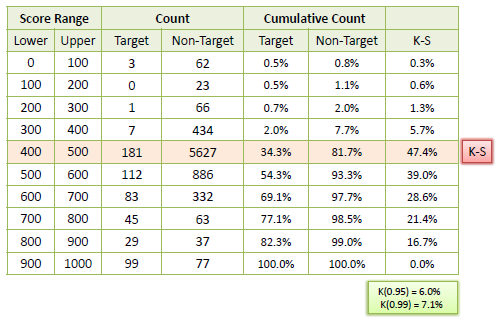 Score Range Count Cumulative Count
Lower Upper Target Non-Target Target Non-Target K-S
0 100 3 62 0.5% 0.8% 0.3%
100 200 0 23 0.5% 1.1% 0.6%
200 300 1 66 0.7% 2.0% 1.3%
300 400 7 434 2.0% 7.7% 5.7%
400 500 181 5627 34.3% 81.7% 47.4% K-S
500 600 112 886 54.3% 93.3% 39.0%
600 700 83 332 69.1% 97.7% 28.6%
700 800 45 63 77.1% 98.5% 21.4%
800 900 29 37 82.3% 99.0% 16.7%
900 1000 99 77 100.0% 100.0% 0.0%
K(0.95) = 6.0%
K(0.99) = 7.1%